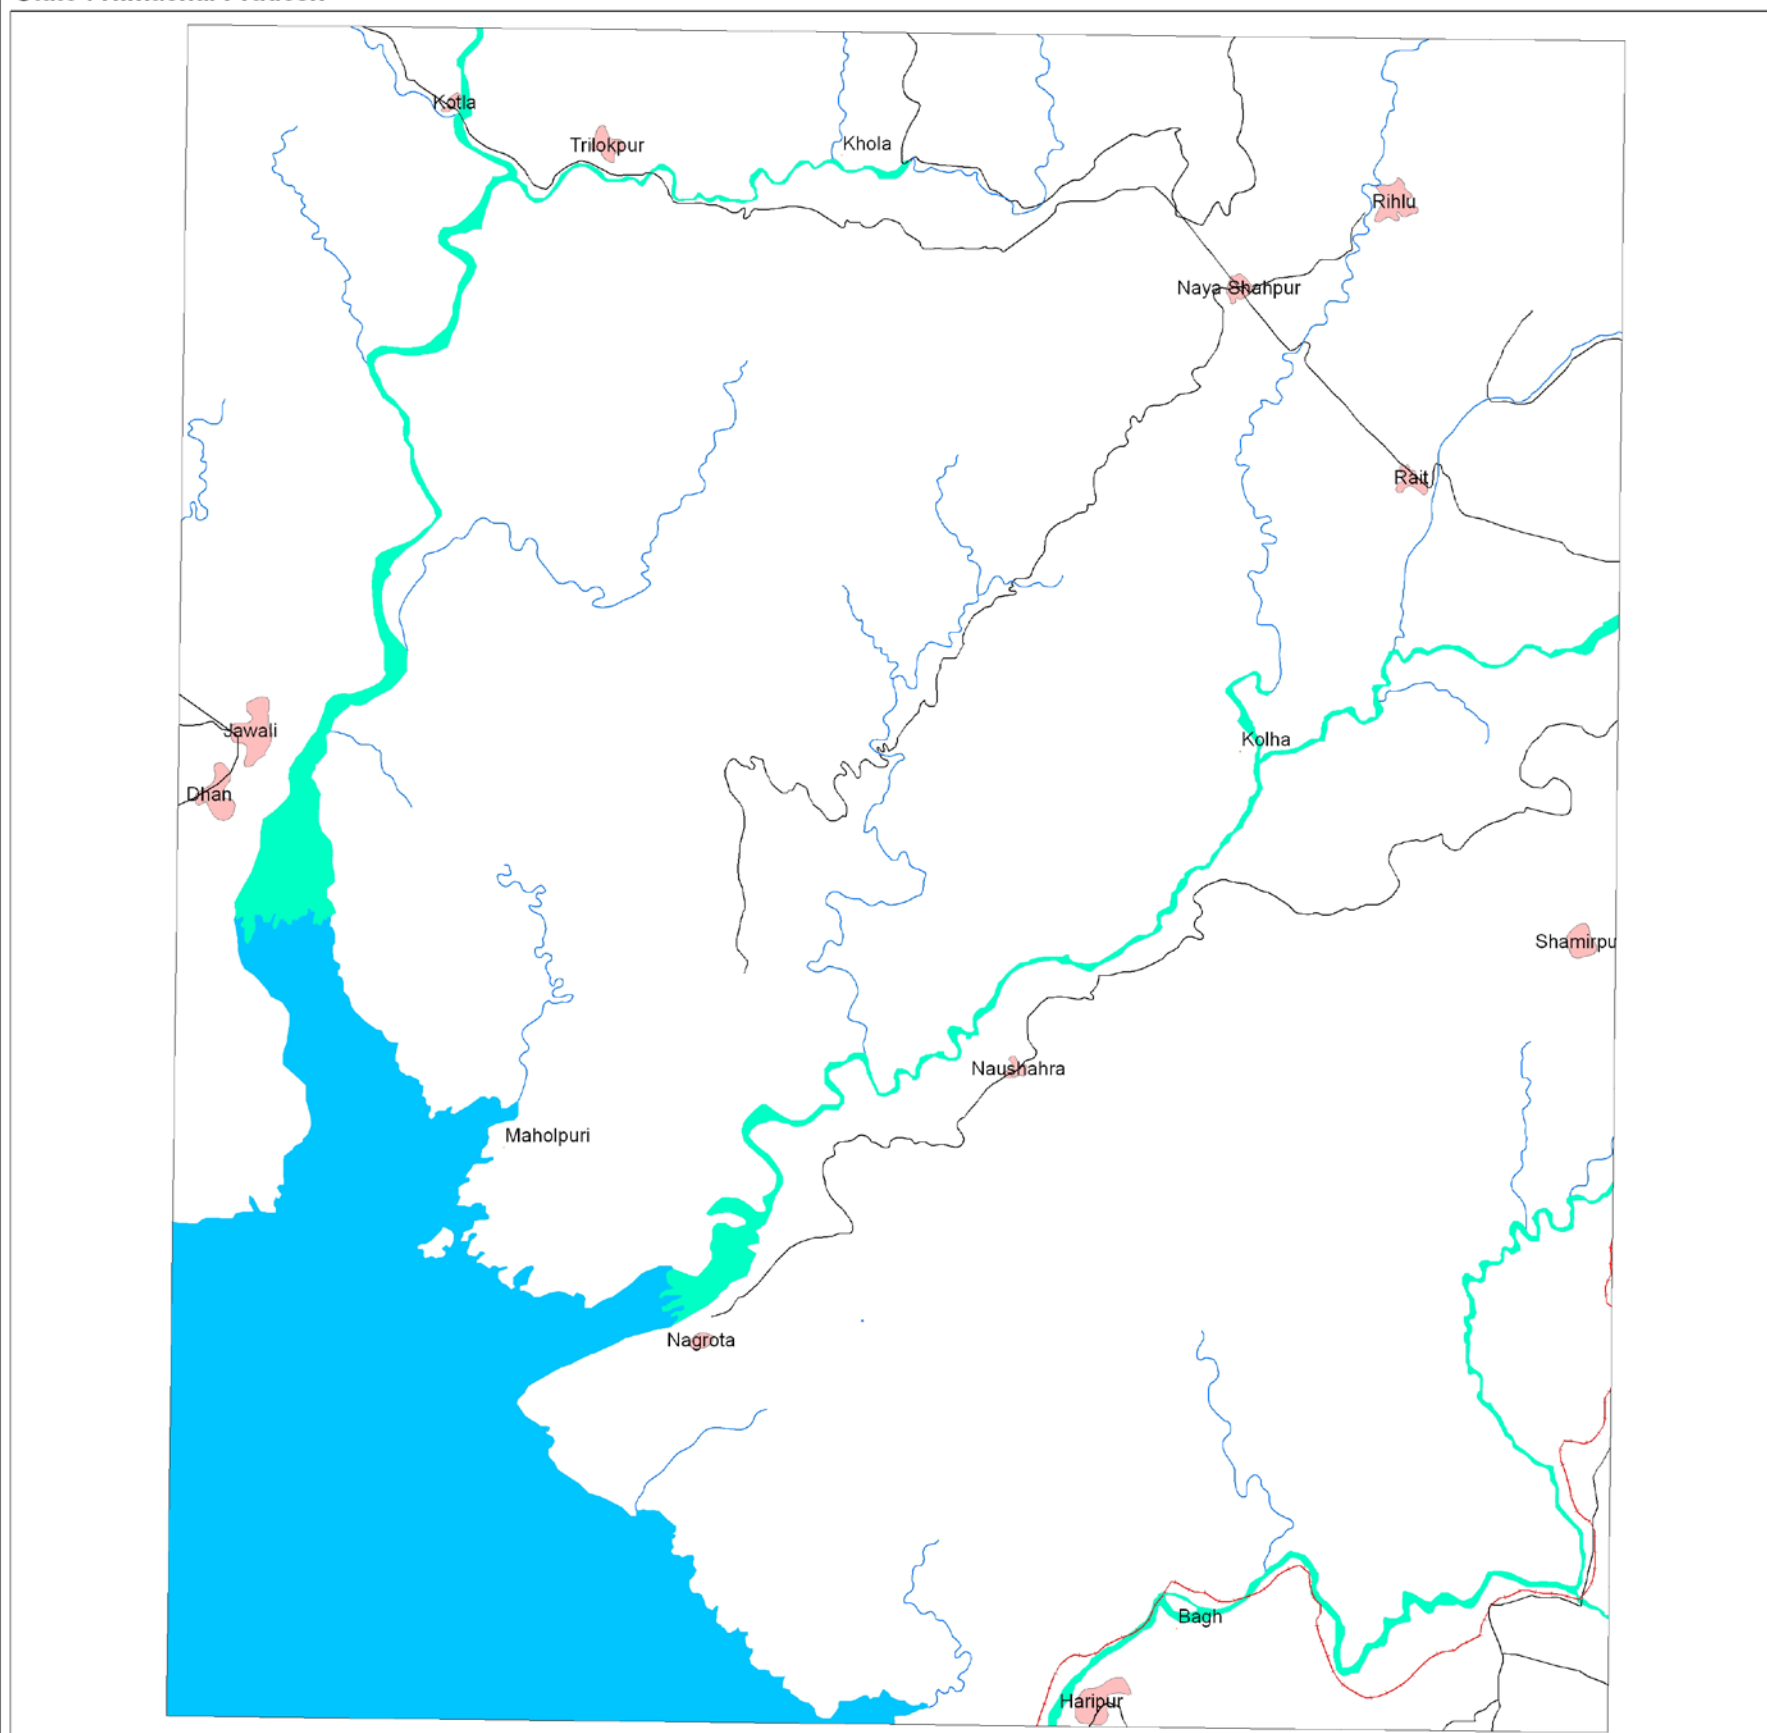 Kotla
Trilokpur
Khola
Rihlu
Naya Shahpur
Rait
Jawali
Kolha
Dhan
Shamirpu
Naushahra
Maholpuri
Nagrota
Bagh
Haripur